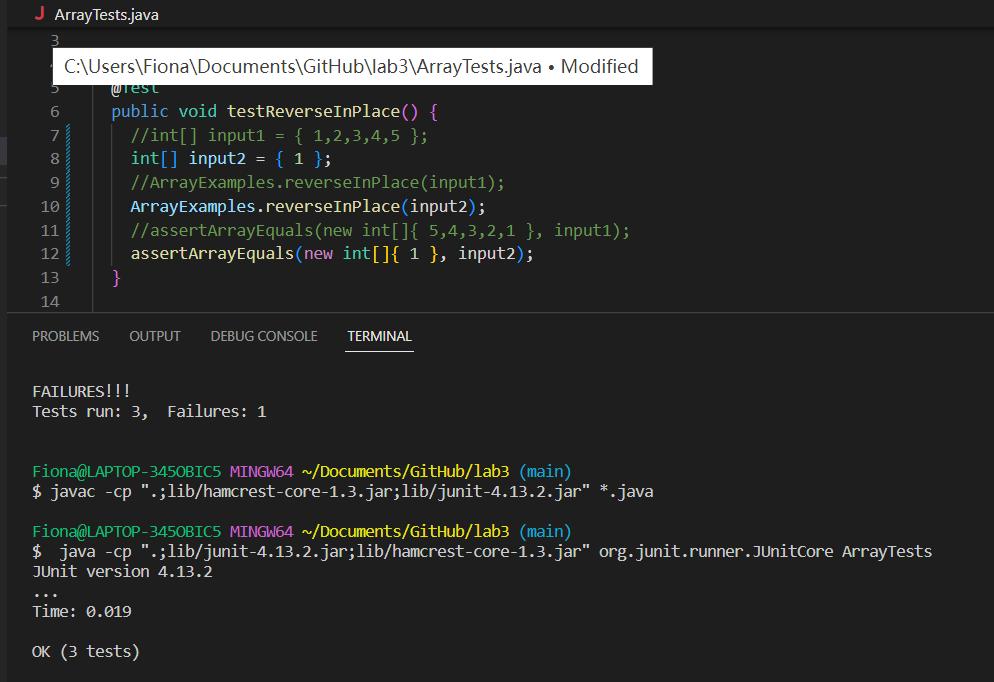 J ArrayTests.java
3
C:\Users\Fiona\Documents\GitHub\lab3\ArrayTests.java • Modified
5 @Test
6 public void testReverseInPlace() {
7 //int[] input1 = { 1,2,3,4,5 };
8 int[] input2 = { 1 };
9 //ArrayExamples.reverseInPlace(input1);
10 ArrayExamples.reverseInPlace(input2);
11 //assertArrayEquals(new int[]{ 5,4,3,2,1 }, input1);
12 assertArrayEquals(new int[]{ 1 }, input2);
13 }
14
PROBLEMS OUTPUT DEBUG CONSOLE TERMINAL
FAILURES!!!
Tests run: 3,  Failures: 1
Fiona@LAPTOP-345OBIC5 MINGW64 ~/Documents/GitHub/lab3 (main)
$ javac -cp ".;lib/hamcrest-core-1.3.jar;lib/junit-4.13.2.jar" *.java
Fiona@LAPTOP-345OBIC5 MINGW64 ~/Documents/GitHub/lab3 (main)
$  java -cp ".;lib/junit-4.13.2.jar;lib/hamcrest-core-1.3.jar" org.junit.runner.JUnitCore ArrayTests
JUnit version 4.13.2
...
Time: 0.019
OK (3 tests)